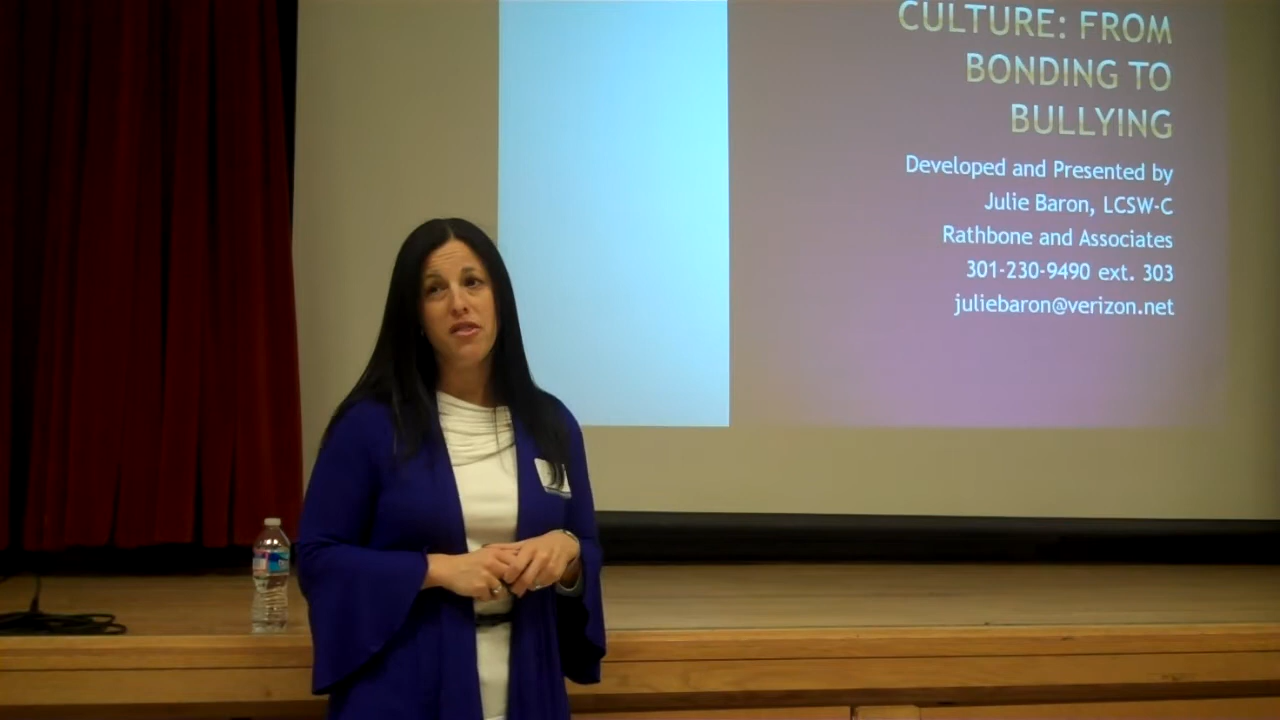 CULTURE: FROM
BONDING TO
BULLYING
Developed and Presented by
Julie Baron, LCSW-C
Rathbone and Associates
301-230-9490 ext. 303
juliebaron@verizon.net